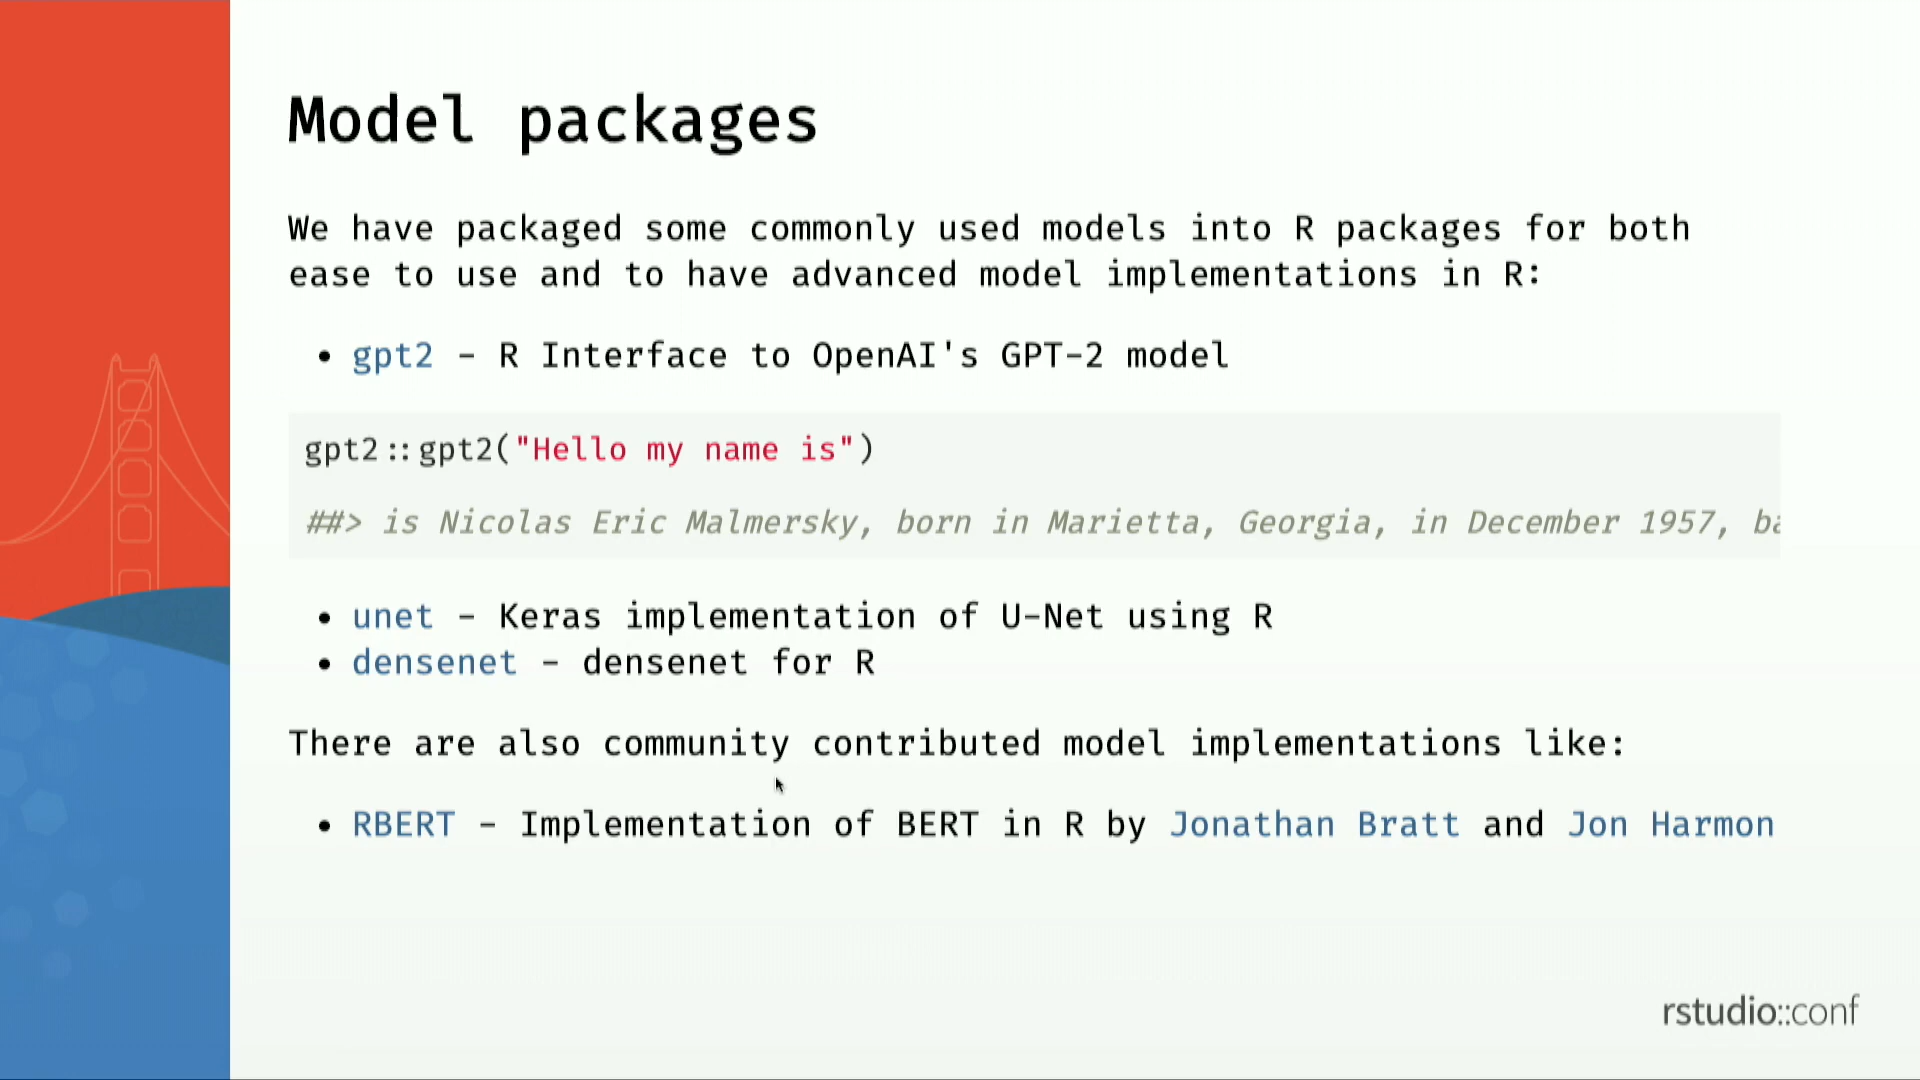 Model packages
We have packaged some commonly used models into R packages for both
ease to use and to have advanced model implementations in R:
• gpt2 – R Interface to OpenAI's GPT-2 model
gpt2::gpt2("Hello my name is")
##> is Nicolas Eric Malmersky, born in Marietta, Georgia, in December 1957, ba
• unet – Keras implementation of U-Net using R
• densenet – densenet for R
There are also community contributed model implementations like:
• RBERT – Implementation of BERT in R by Jonathan Bratt and Jon Harmon
rstudio::conf